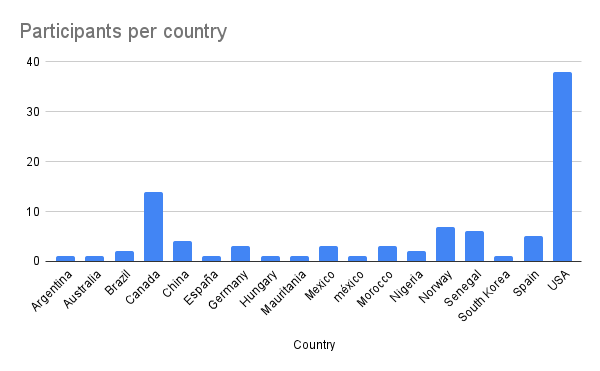 Participants per country
40
30
20
10
0
Argentina
Australia
Brazil
Canada
China
España
Germany
Hungary
Mauritania
Mexico
méxico
Morocco
Nigeria
Norway
Senegal
South Korea
Spain
USA
Country